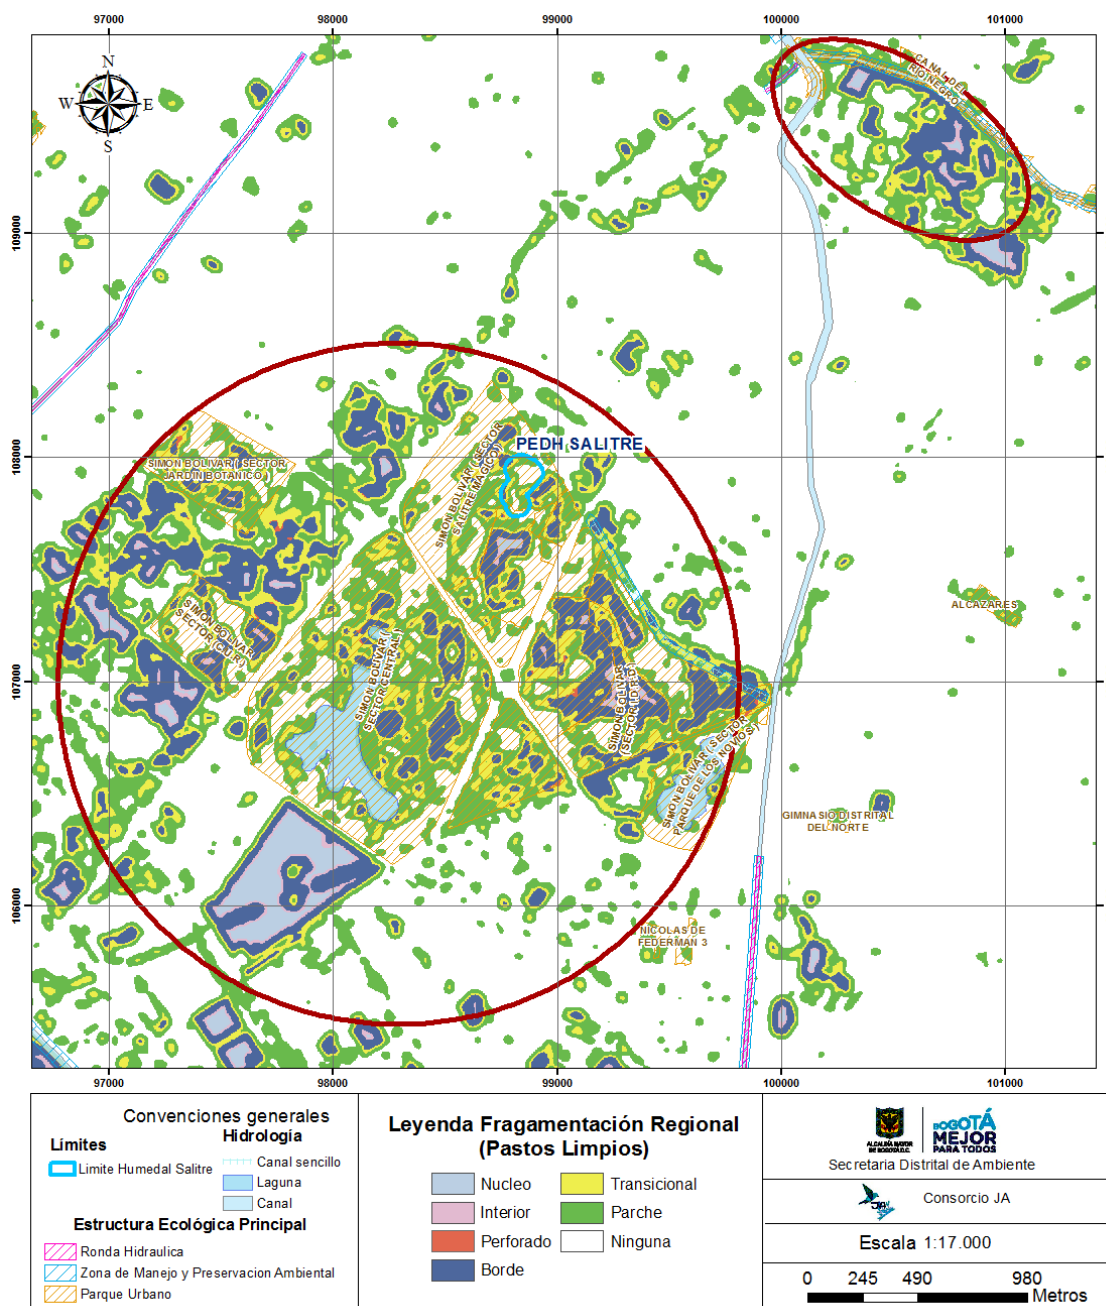 97000 98000 99000 100000 101000
N
W E
S
CANAL DEL
RIO NEGRO
109000 109000
PEDH SALITRE
108000 108000
SIMON BOLIVAR ( SECTOR
JARDIN BOTANICO )
SIMON BOLIVAR ( SECTOR
SALITRE MAGICO )
SIMON BOLIVAR
SECTOR ( C.U.R )
ALCAZARES
107000 107000
SIMON BOLIVAR (
SECTOR CENTRAL )
SIMON BOLIVAR
(SECTOR I.D.R.D.)
SIMON BOLIVAR ( SECTOR
PARQUE DE LOS NOVIOS )
GIMNASIO DISTRITAL
DEL NORTE
106000 106000
NICOLAS DE
FEDERMAN 3
97000 98000 99000 100000 101000
Convenciones generales
Limites
Limite Humedal Salitre
Hidrología
Canal sencillo
Laguna
Canal
Estructura Ecológica Principal
Ronda Hidraulica
Zona de Manejo y Preservacion Ambiental
Parque Urbano
Leyenda Fragamentación Regional
(Pastos Limpios)
Nucleo
Interior
Perforado
Borde
Transicional
Parche
Ninguna
ALCALDÍA MAYOR
DE BOGOTÁ D.C.
BOGOTÁ
MEJOR
PARA TODOS
Secretaria Distrital de Ambiente
Consorcio JA
Escala 1:17.000
0 245 490 980
Metros